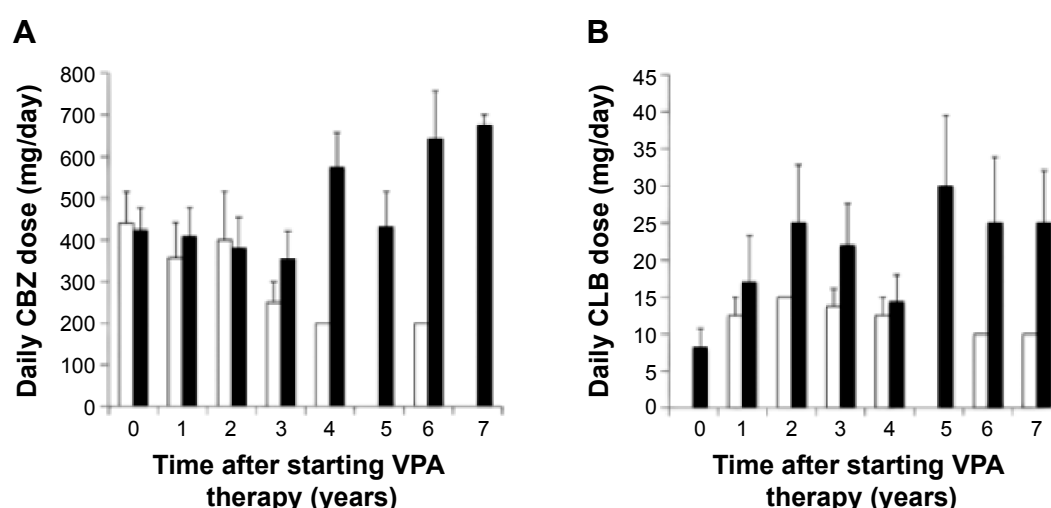 A
Daily CBZ dose (mg/day)
800
700
600
500
400
300
200
100
0
0 1 2 3 4 5 6 7
Time after starting VPA
therapy (years)
B
Daily CLB dose (mg/day)
45
40
35
30
25
20
15
10
5
0
0 1 2 3 4 5 6 7
Time after starting VPA
therapy (years)